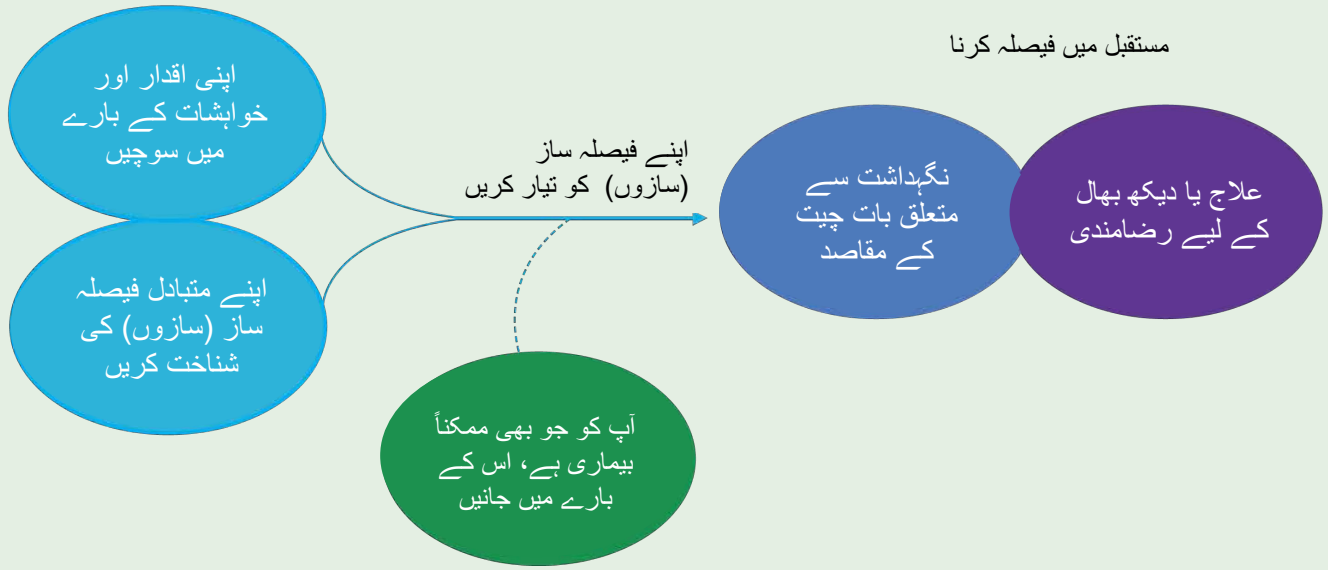 مستقبل میں فیصلہ کرنا
اپنی اقدار اور
خواہشات کے بارے
میں سوچیں
اپنے متبادل فیصلہ
ساز (سازوں) کی
شناخت کریں
اپنے فیصلہ ساز
(سازوں) کو تیار کریں
آپ کو جو بھی ممکناً
بیماری ہے، اس کے
بارے میں جانیں
نگہداشت سے
متعلق بات چیت
کے مقاصد
علاج یا دیکھ بھال
کے لیے رضامندی